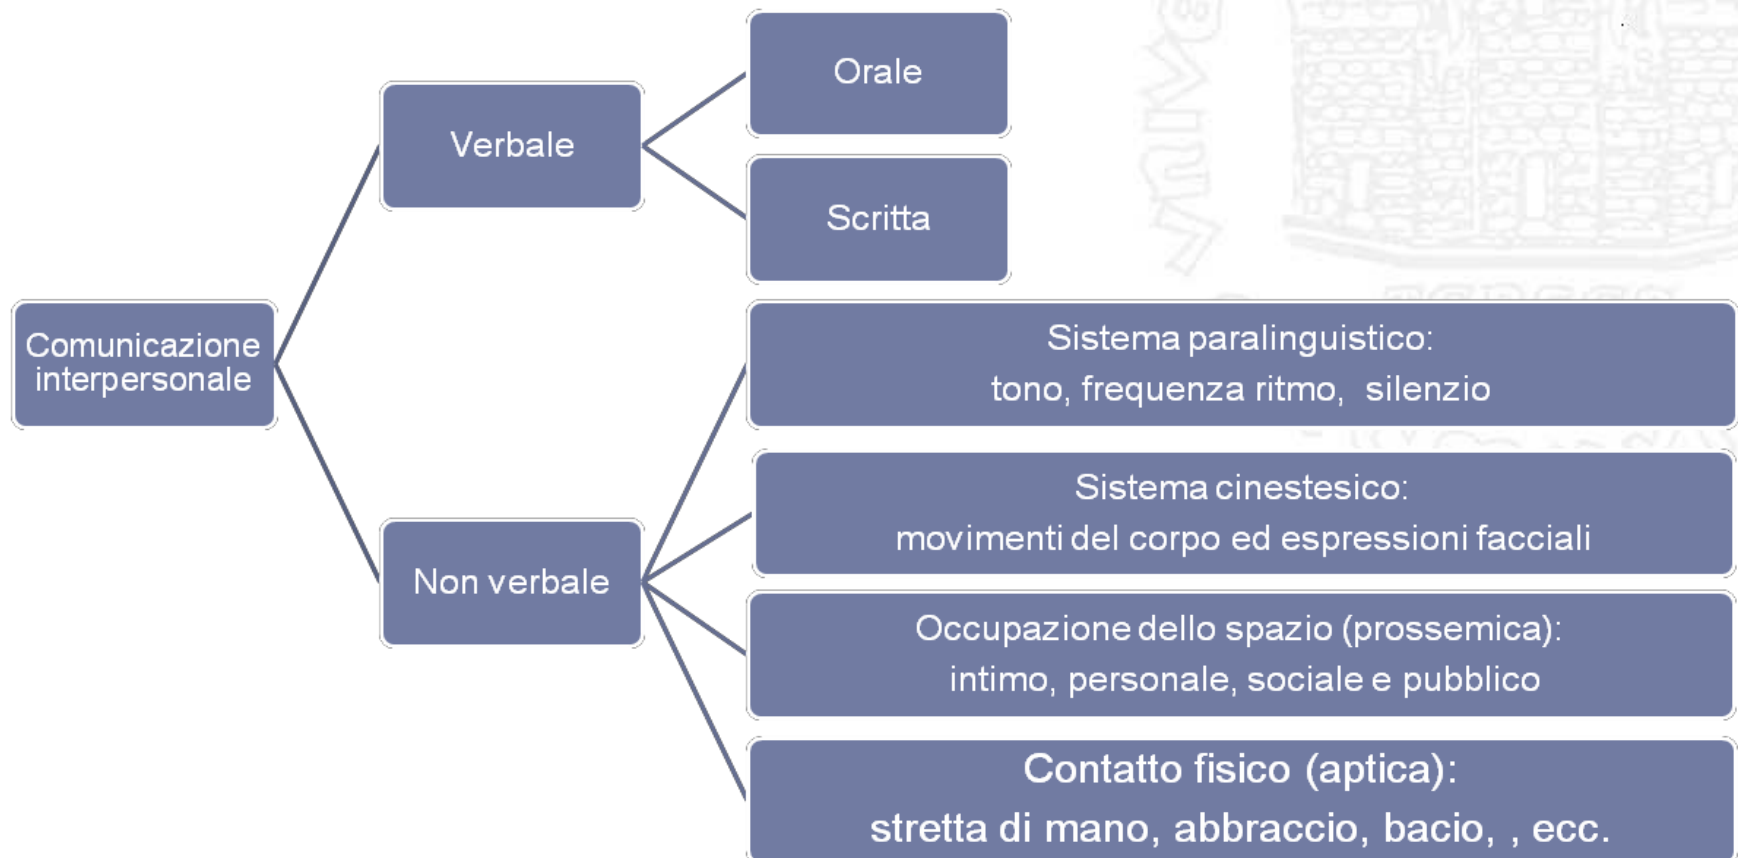 Comunicazione
interpersonale
Verbale
Orale
Scritta
Non verbale
Sistema paralinguistico:
tono, frequenza ritmo, silenzio
Sistema cinestesico:
movimenti del corpo ed espressioni facciali
Occupazione dello spazio (prossemica):
intimo, personale, sociale e pubblico
Contatto fisico (aptica):
stretta di mano, abbraccio, bacio, , ecc.